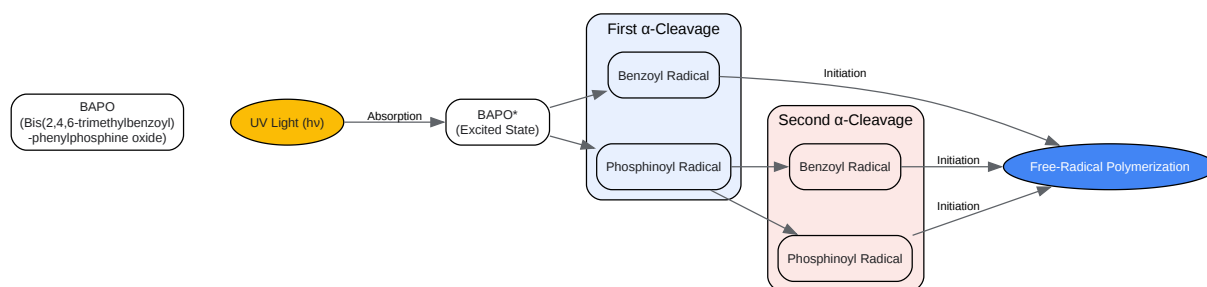 First α-Cleavage
Benzoyl Radical
Initiation
BAPO
(Bis(2,4,6-trimethylbenzoyl)
-phenylphosphine oxide)
UV Light (hν)
Absorption
BAPO*
(Excited State)
Second α-Cleavage
Phosphinoyl Radical
Benzoyl Radical
Initiation
Free-Radical Polymerization
Initiation
Phosphinoyl Radical